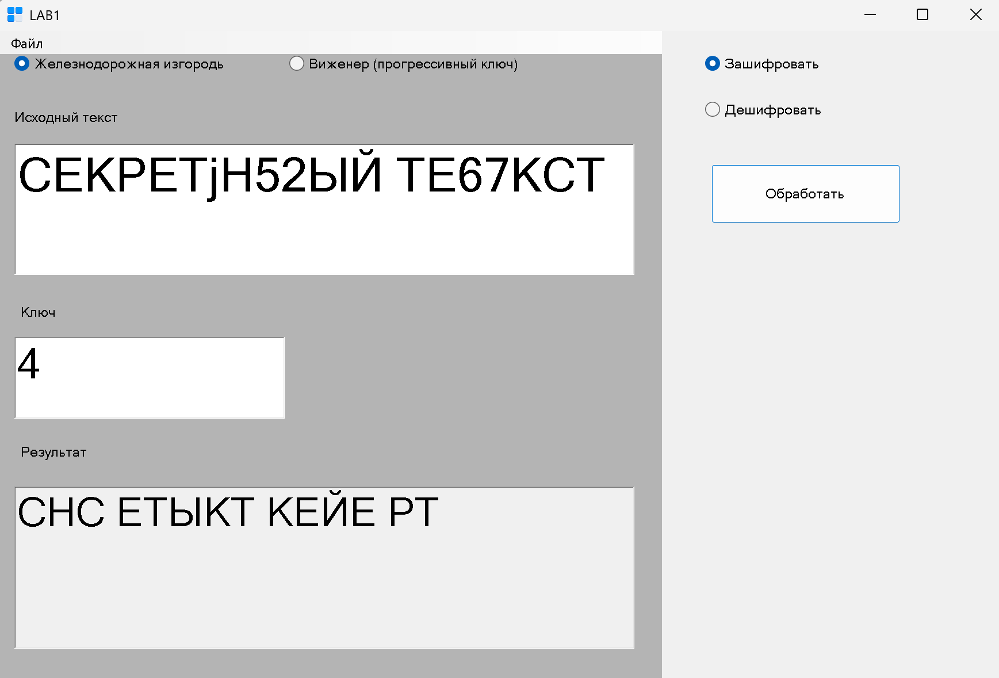 LAB1
Файл
Железнодорожная изгородь Виженер (прогрессивный ключ) Зашифровать
Дешифровать
Исходный текст
СЕКРЕТjН52ЫЙ ТЕ67КСТ
Обработать
Ключ
4
Результат
СНС ЕТЫКТ КЕЙЕ РТ